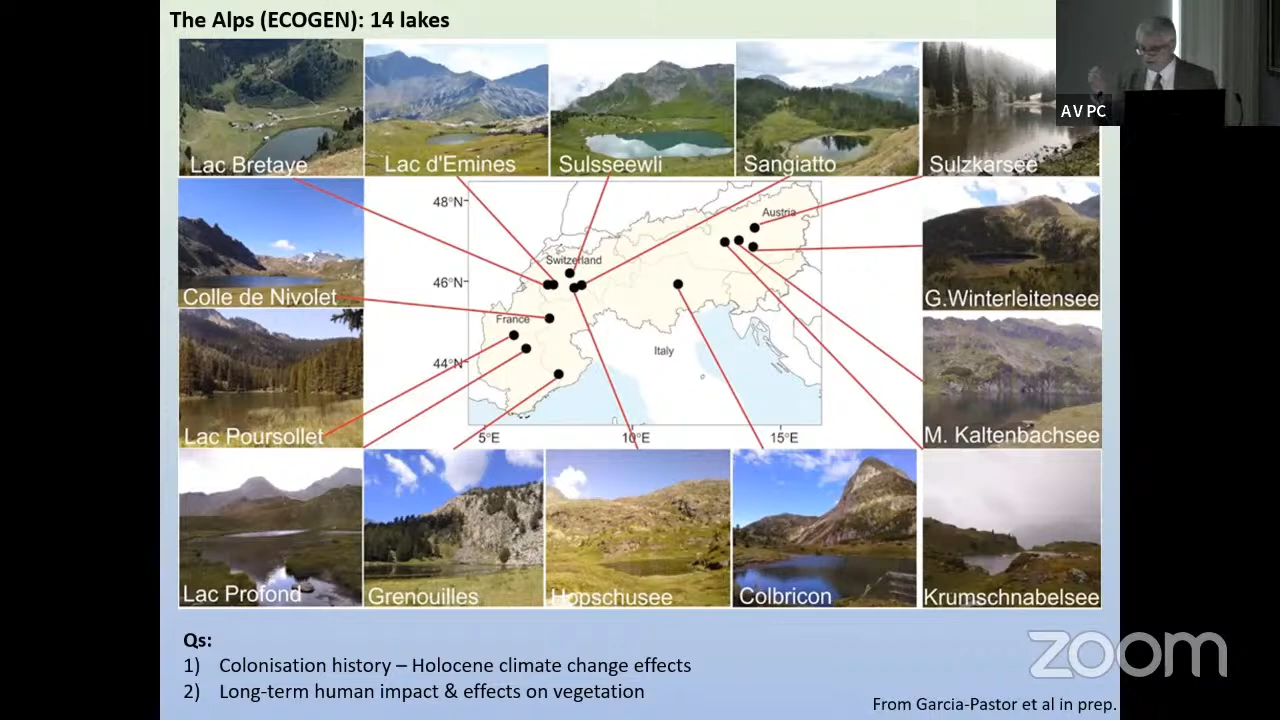 The Alps (ECOGEN): 14 lakes
AV PC
Lac Bretaye
Lac d'Emines
Sulsseewli
Sangiatto
Sulzkarsee
48°N
Austria
Switzerland
46°N
Colle de Nivolet
G.Winterleitensee
France
Italy
44°N
Lac Poursollet
5°E
10°E
15°E
M. Kaltenbachsee
Lac Profond
Grenouilles
Hopschusee
Colbricon
Krumschnabelsee
Qs:
1) Colonisation history – Holocene climate change effects
2) Long-term human impact & effects on vegetation
zoom
From Garcia-Pastor et al in prep.